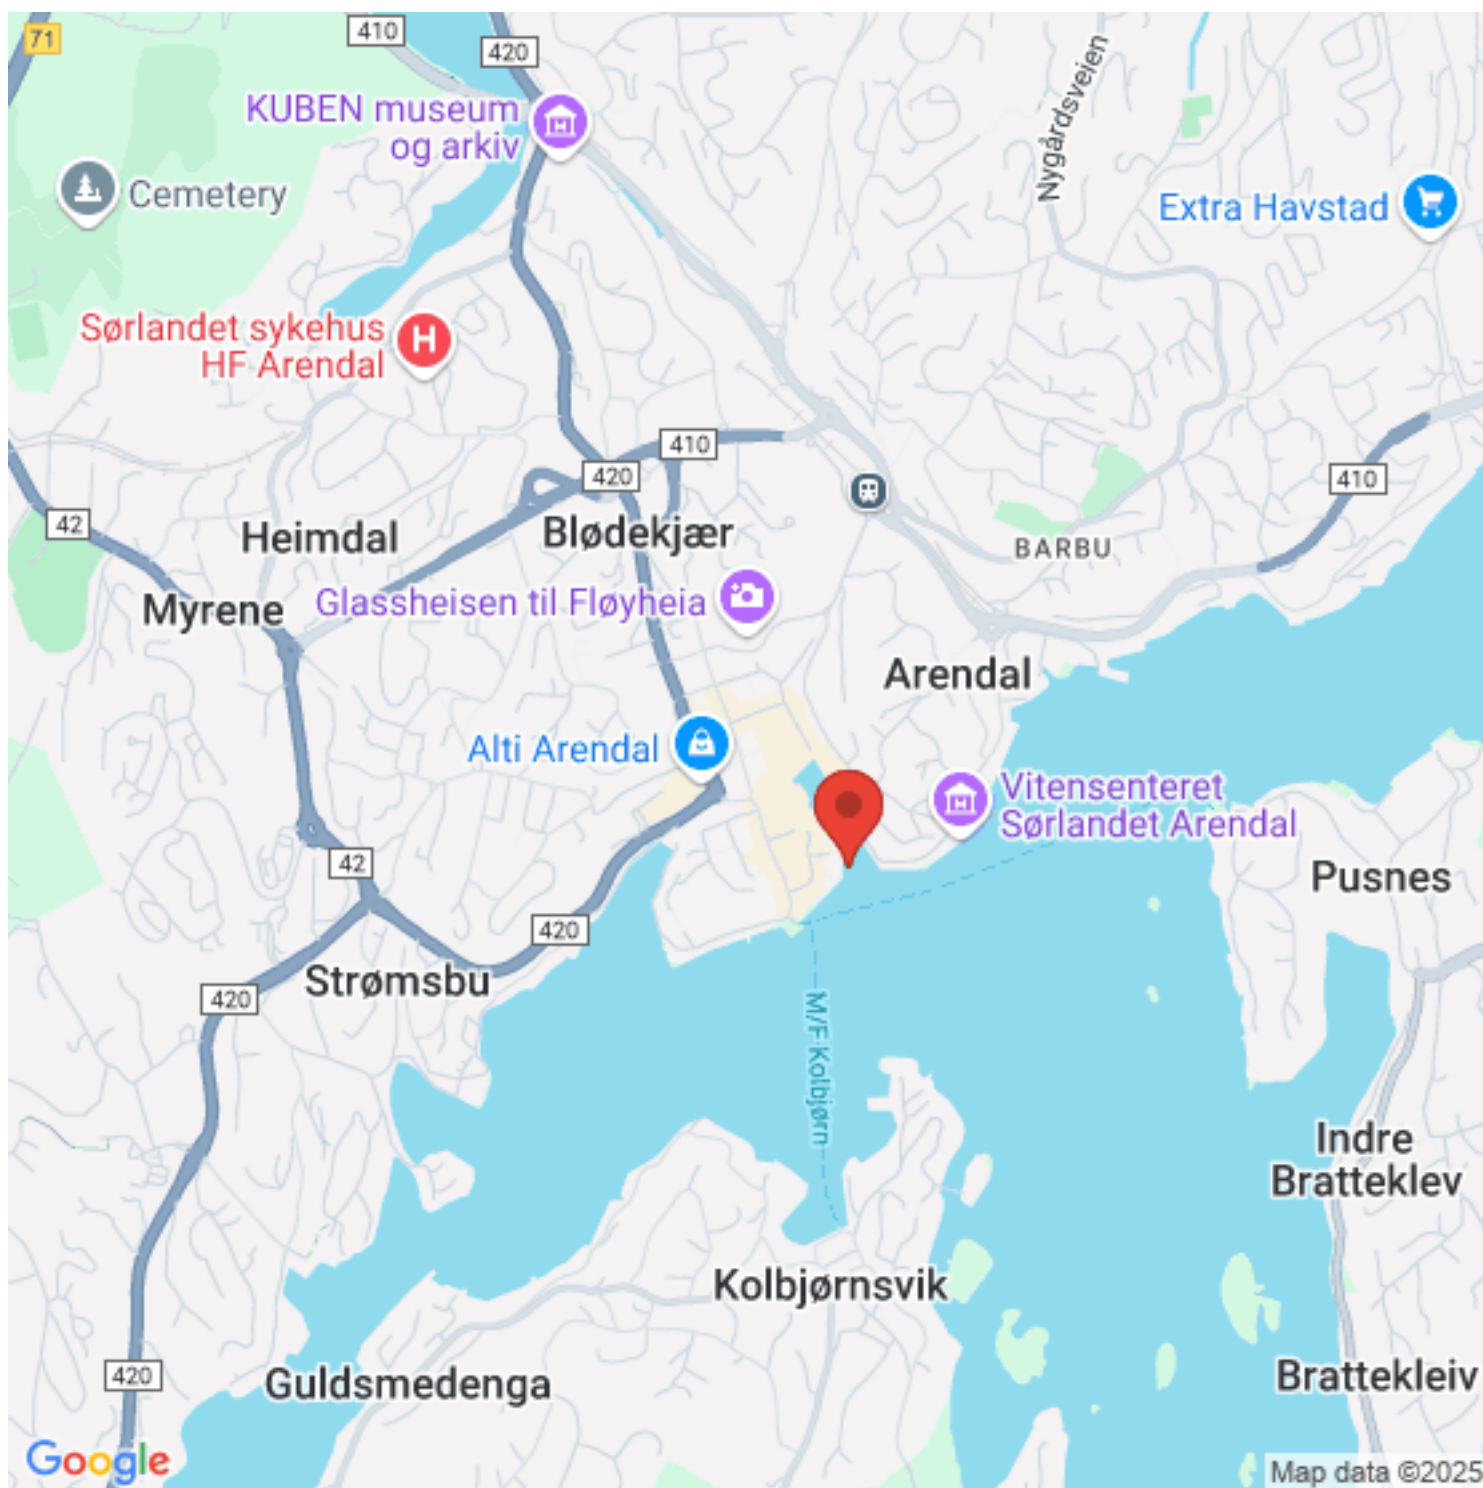 71
410
420
KUBEN museum
og arkiv
Nygårdsveien
Cemetery
Extra Havstad
Sørlandet sykehus
HF Arendal
H
410
420
410
42
Heimdal
Blødekjær
BARBU
Myrene
Glassheisen til Fløyheia
Arendal
Alti Arendal
Vitensenteret
Sørlandet Arendal
42
Pusnes
420
Strømsbu
420
M/F Kolbjørn
Indre
Bratteklev
Kolbjørnsvik
420
Guldsmedenga
Brattekleiv
Google
Map data ©2025